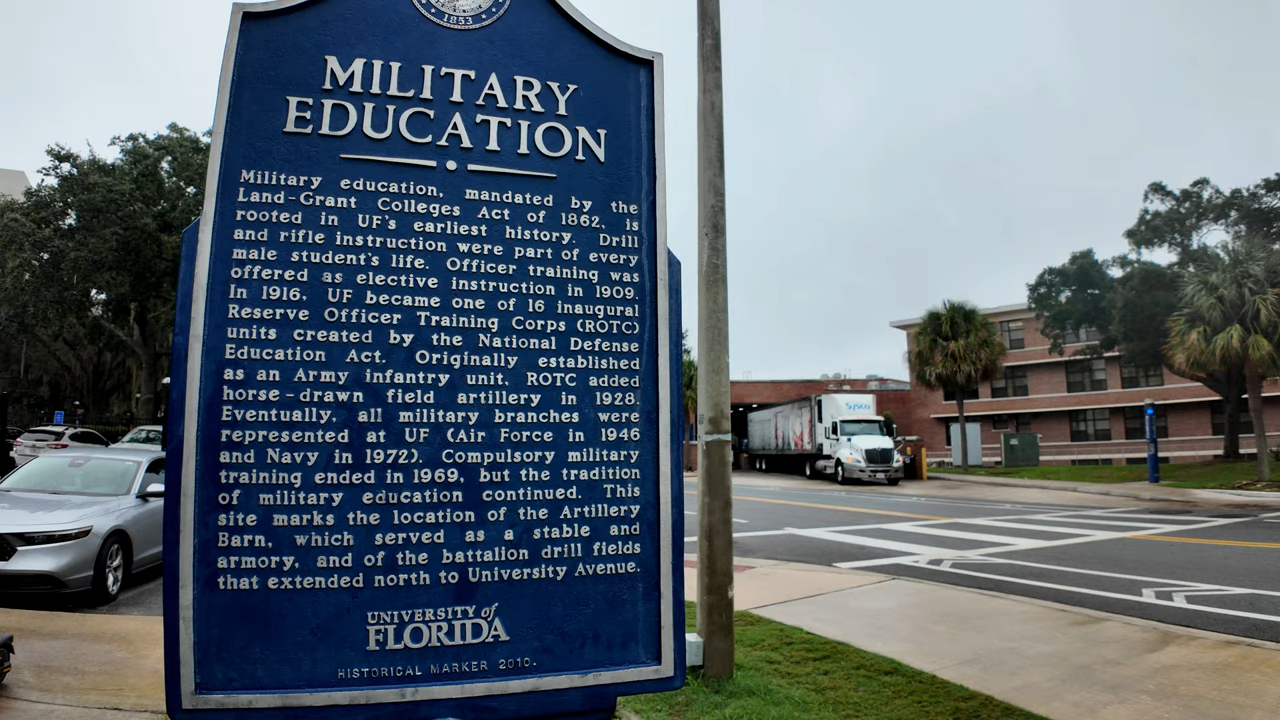 1853
MILITARY
EDUCATION
Military education, mandated by the
Land-Grant Colleges Act of 1862, is
rooted in UF's earliest history. Drill
and rifle instruction were part of every
male student's life. Officer training was
offered as elective instruction in 1909.
In 1916, UF became one of 16 inaugural
Reserve Officer Training Corps (ROTC)
units created by the National Defense
Education Act. Originally established
as an Army infantry unit, ROTC added
horse-drawn field artillery in 1928.
Eventually, all military branches were
represented at UF (Air Force in 1946
and Navy in 1972). Compulsory military
training ended in 1969, but the tradition
of military education continued. This
site marks the location of the Artillery
Barn, which served as a stable and
armory, and of the battalion drill fields
that extended north to University Avenue.
UNIVERSITY of
FLORIDA
HISTORICAL MARKER 2010.
Sysco